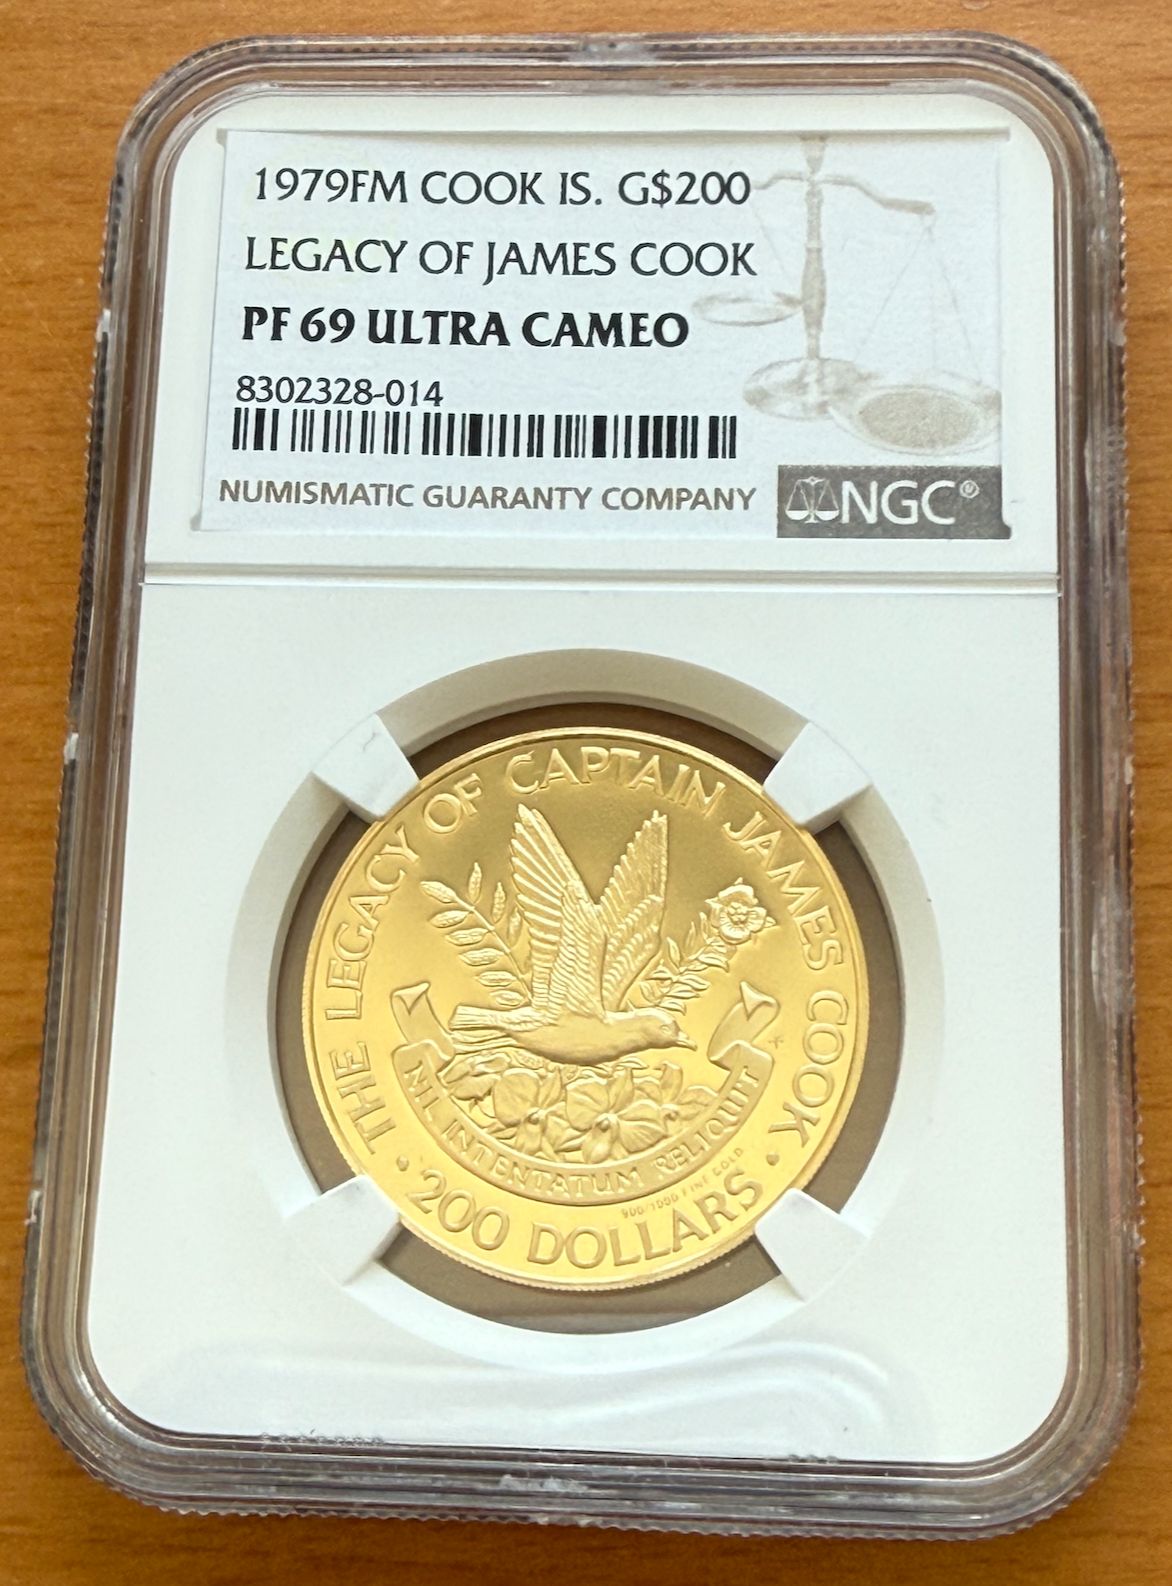 1979FM COOK IS. G$200
LEGACY OF JAMES COOK
PF 69 ULTRA CAMEO
8302328-014
NUMISMATIC GUARANTY COMPANY
NGC®
THE LEGACY OF CAPTAIN JAMES COOK
NIL INTENTATUM RELIQUIT
900/1000 FINE GOLD
• 200 DOLLARS •